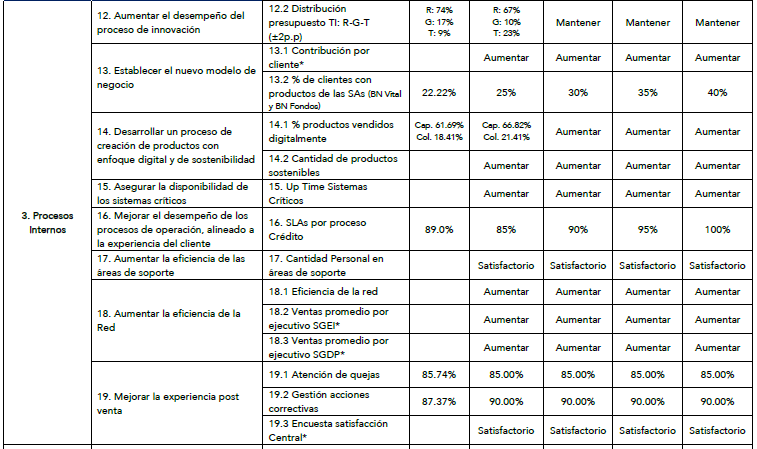 12. Aumentar el desempeño del
proceso de innovación
12.2 Distribución
presupuesto TI: R-G-T
(±2p.p)
R: 74%
G: 17%
T: 9%
R: 67%
G: 10%
T: 23%
Mantener
Mantener
Mantener
13. Establecer el nuevo modelo de
negocio
13.1 Contribución por
cliente*
Aumentar
Aumentar
Aumentar
Aumentar
13.2 % de clientes con
productos de las SAs (BN Vital
y BN Fondos)
22.22%
25%
30%
35%
40%
14. Desarrollar un proceso de
creación de productos con
enfoque digital y de sostenibilidad
14.1 % productos vendidos
digitalmente
Cap. 61.69%
Col. 18.41%
Cap. 66.82%
Col. 21.41%
Aumentar
Aumentar
Aumentar
14.2 Cantidad de productos
sostenibles
Aumentar
Aumentar
Aumentar
Aumentar
15. Asegurar la disponibilidad de
los sistemas críticos
15. Up Time Sistemas
Críticos
Aumentar
Aumentar
Aumentar
Aumentar
3. Procesos
Internos
16. Mejorar el desempeño de los
procesos de operación, alineado a
la experiencia del cliente
16. SLAs por proceso
Crédito
89.0%
85%
90%
95%
100%
17. Aumentar la eficiencia de las
áreas de soporte
17. Cantidad Personal en
áreas de soporte
Satisfactorio
Satisfactorio
Satisfactorio
Satisfactorio
18. Aumentar la eficiencia de la
Red
18.1 Eficiencia de la red
Aumentar
Aumentar
Aumentar
Aumentar
18.2 Ventas promedio por
ejecutivo SGEI*
Aumentar
Aumentar
Aumentar
Aumentar
18.3 Ventas promedio por
ejecutivo SGDP*
Aumentar
Aumentar
Aumentar
Aumentar
19. Mejorar la experiencia post
venta
19.1 Atención de quejas
85.74%
85.00%
85.00%
85.00%
85.00%
19.2 Gestión acciones
correctivas
87.37%
90.00%
90.00%
90.00%
90.00%
19.3 Encuesta satisfacción
Central*
Satisfactorio
Satisfactorio
Satisfactorio
Satisfactorio